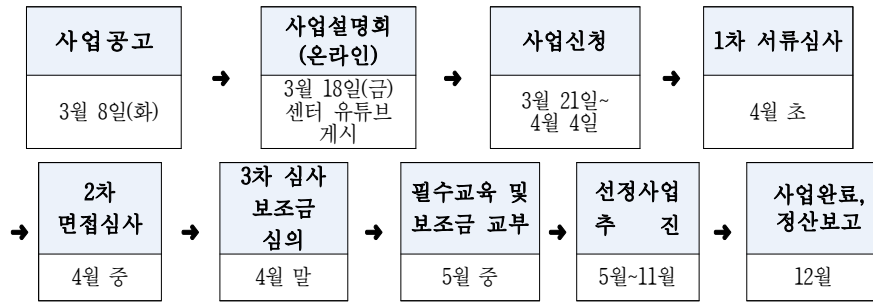 사업공고
3월 8일(화)
➜
사업설명회
(온라인)
3월 18일(금)
센터 유튜브
게시
➜
사업신청
3월 21일~
4월 4일
➜
1차 서류심사
4월 초
➜
2차
면접심사
4월 중
➜
3차 심사
보조금
심의
4월 말
➜
필수교육 및
보조금 교부
5월 중
➜
선정사업
추 진
5월~11월
➜
사업완료,
정산보고
12월